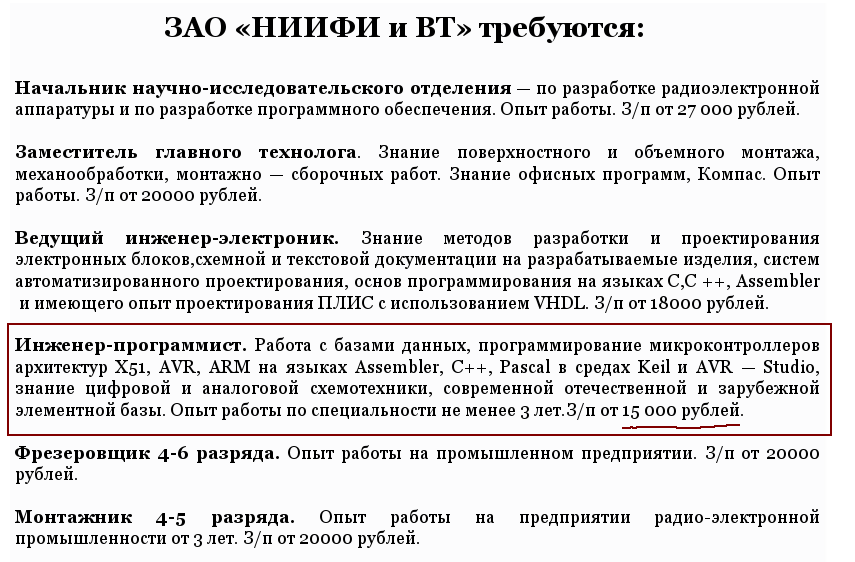 ЗАО «НИИФИ и ВТ» требуются:
Начальник научно-исследовательского отделения — по разработке радиоэлектронной
аппаратуры и по разработке программного обеспечения. Опыт работы. З/п от 27 000 рублей.
Заместитель главного технолога. Знание поверхностного и объемного монтажа,
механообработки, монтажно — сборочных работ. Знание офисных программ, Компас. Опыт
работы. З/п от 20000 рублей.
Ведущий инженер-электроник. Знание методов разработки и проектирования
электронных блоков,схемной и текстовой документации на разрабатываемые изделия, систем
автоматизированного проектирования, основ программирования на языках С,С ++, Assembler
и имеющего опыт проектирования ПЛИС с использованием VHDL. З/п от 18000 рублей.
Инженер-программист. Работа с базами данных, программирование микроконтроллеров
архитектур X51, AVR, ARM на языках Assembler, C++, Pascal в средах Keil и AVR — Studio,
знание цифровой и аналоговой схемотехники, современной отечественной и зарубежной
элементной базы. Опыт работы по специальности не менее 3 лет.З/п от 15 000 рублей.
Фрезеровщик 4-6 разряда. Опыт работы на промышленном предприятии. З/п от 20000
рублей.
Монтажник 4-5 разряда. Опыт работы на предприятии радио-электронной
промышленности от 3 лет. З/п от 20000 рублей.